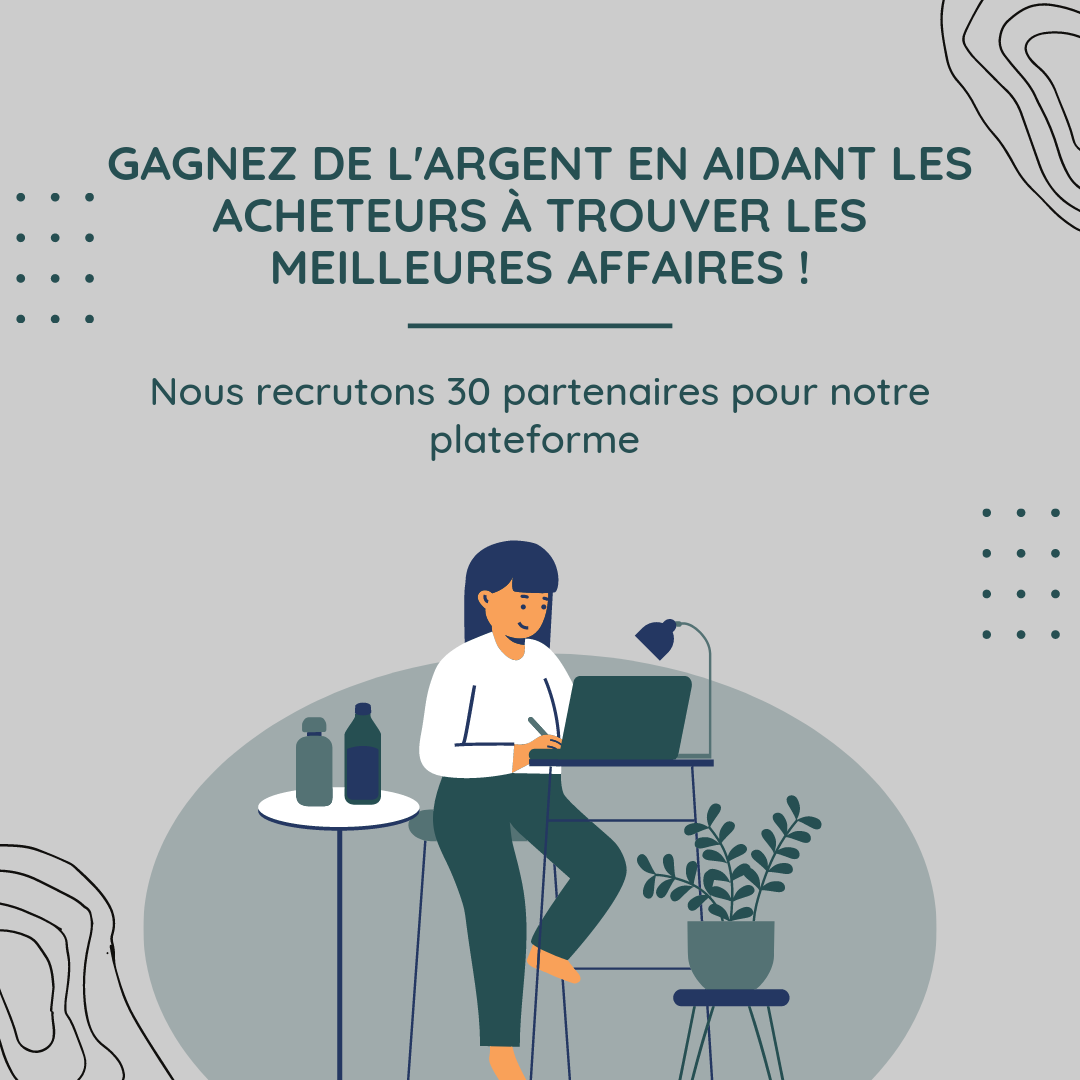 GAGNEZ DE L'ARGENT EN AIDANT LES
ACHETEURS À TROUVER LES
MEILLEURES AFFAIRES !
Nous recrutons 30 partenaires pour notre
plateforme